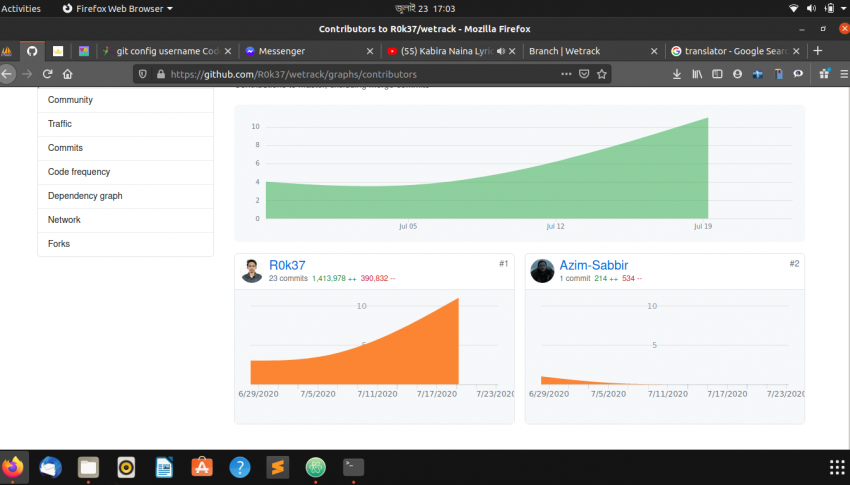 Activities
Firefox Web Browser
জুলাই 23 17:03
Contributors to R0k37/wetrack - Mozilla Firefox
git config username Cod
Messenger
(55) Kabira Naina Lyric
Branch | Wetrack
translator - Google Searc
https://github.com/R0k37/wetrack/graphs/contributors
Community
Traffic
Commits
Code frequency
Dependency graph
Network
Forks
10
8
6
4
2
0
Jul 05
Jul 12
Jul 19
R0k37
#1
23 commits 1,413,978 ++ 390,832 --
10
5
6/29/2020
7/5/2020
7/11/2020
7/17/2020
7/23/2020
Azim-Sabbir
#2
1 commit 214 ++ 534 --
10
5
6/29/2020
7/5/2020
7/11/2020
7/17/2020
7/23/2020